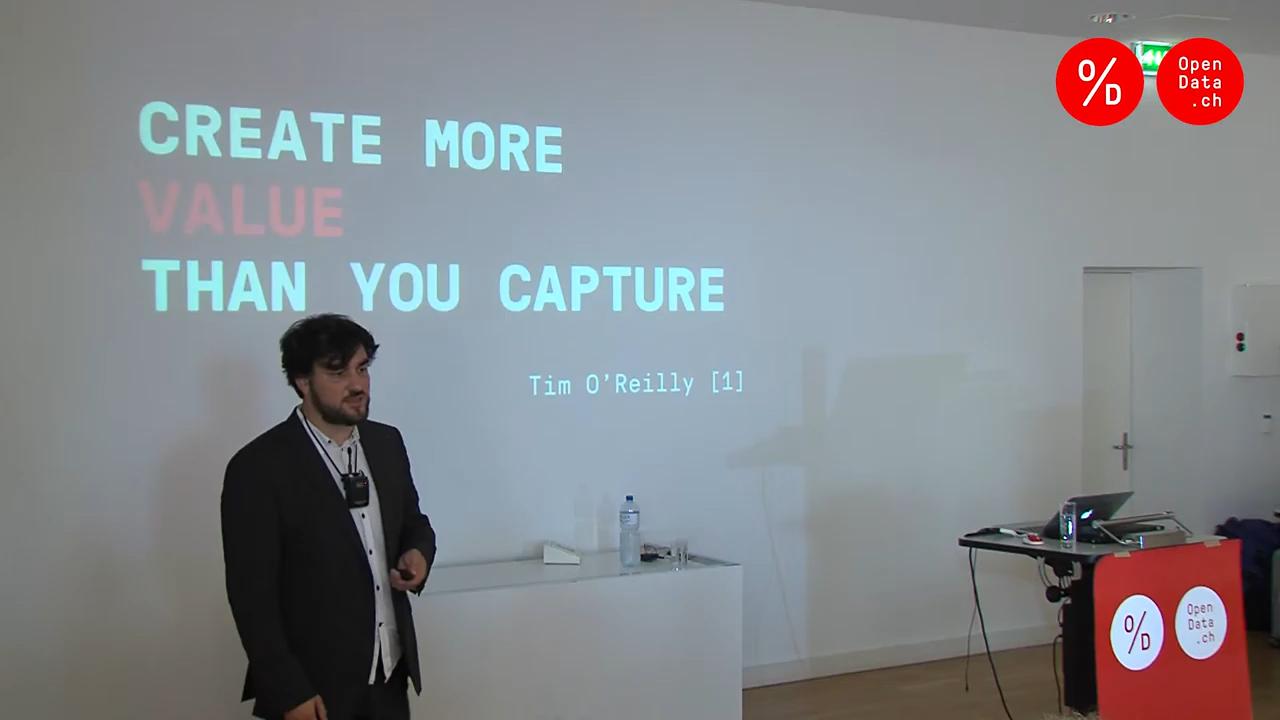 CREATE MORE
VALUE
THAN YOU CAPTURE
Tim O'Reilly [1]
%D
Open
Data
.ch
%D
Open
Data
.ch